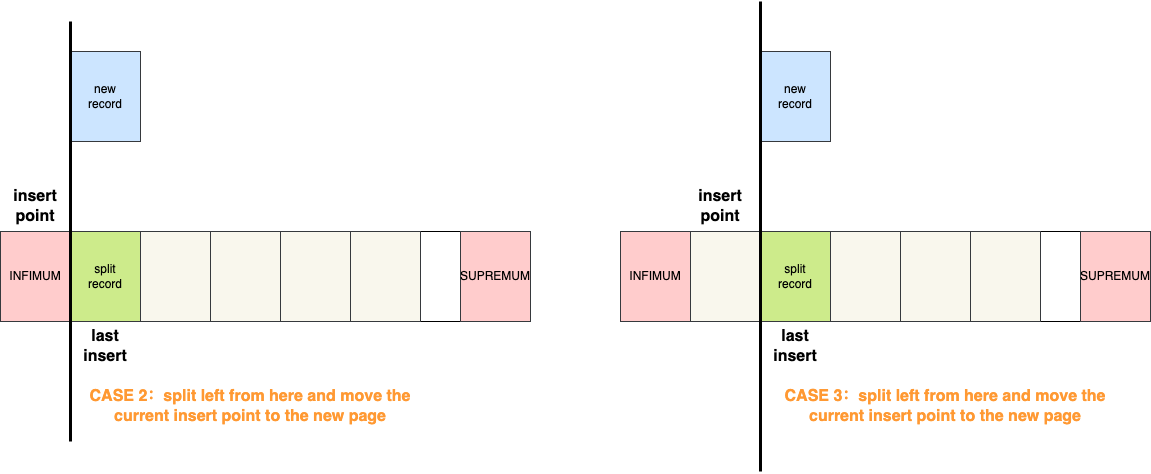 new
record
insert
point
INFIMUM
split
record
SUPREMUM
last
insert
CASE 2：split left from here and move the
current insert point to the new page
new
record
insert
point
INFIMUM
split
record
SUPREMUM
last
insert
CASE 3：split left from here and move the
current insert point to the new page